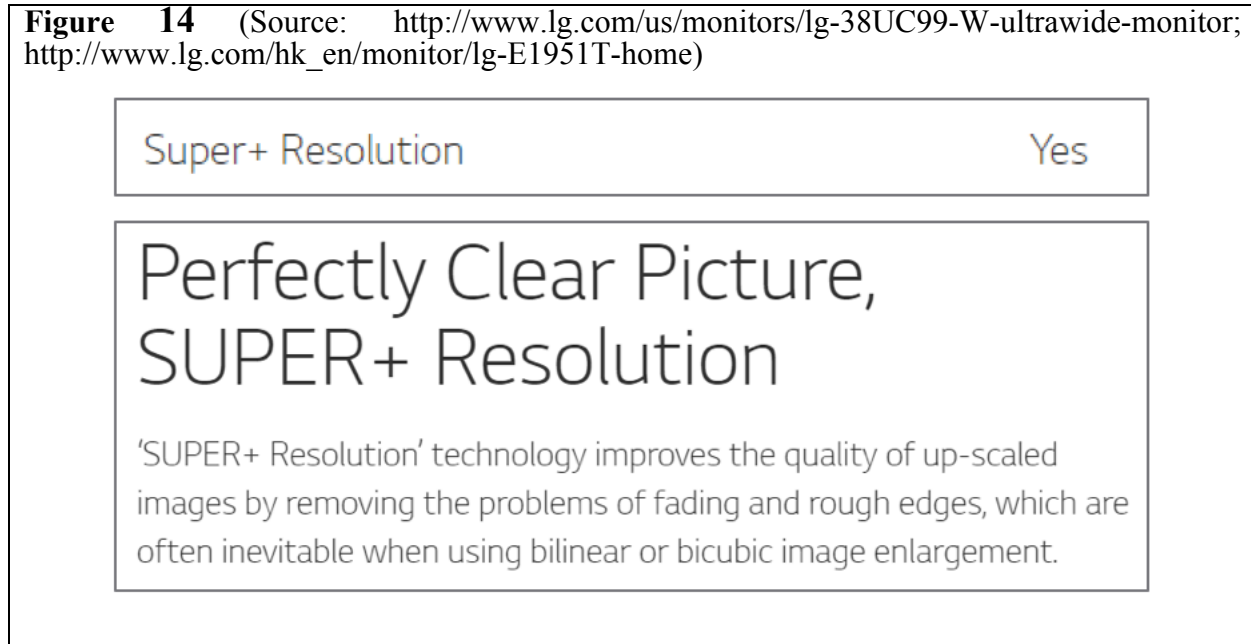 Figure 14 (Source: http://www.lg.com/us/monitors/lg-38UC99-W-ultrawide-monitor;
http://www.lg.com/hk_en/monitor/lg-E1951T-home)
Super+ Resolution Yes
Perfectly Clear Picture,
SUPER+ Resolution
‘SUPER+ Resolution’ technology improves the quality of up-scaled
images by removing the problems of fading and rough edges, which are
often inevitable when using bilinear or bicubic image enlargement.